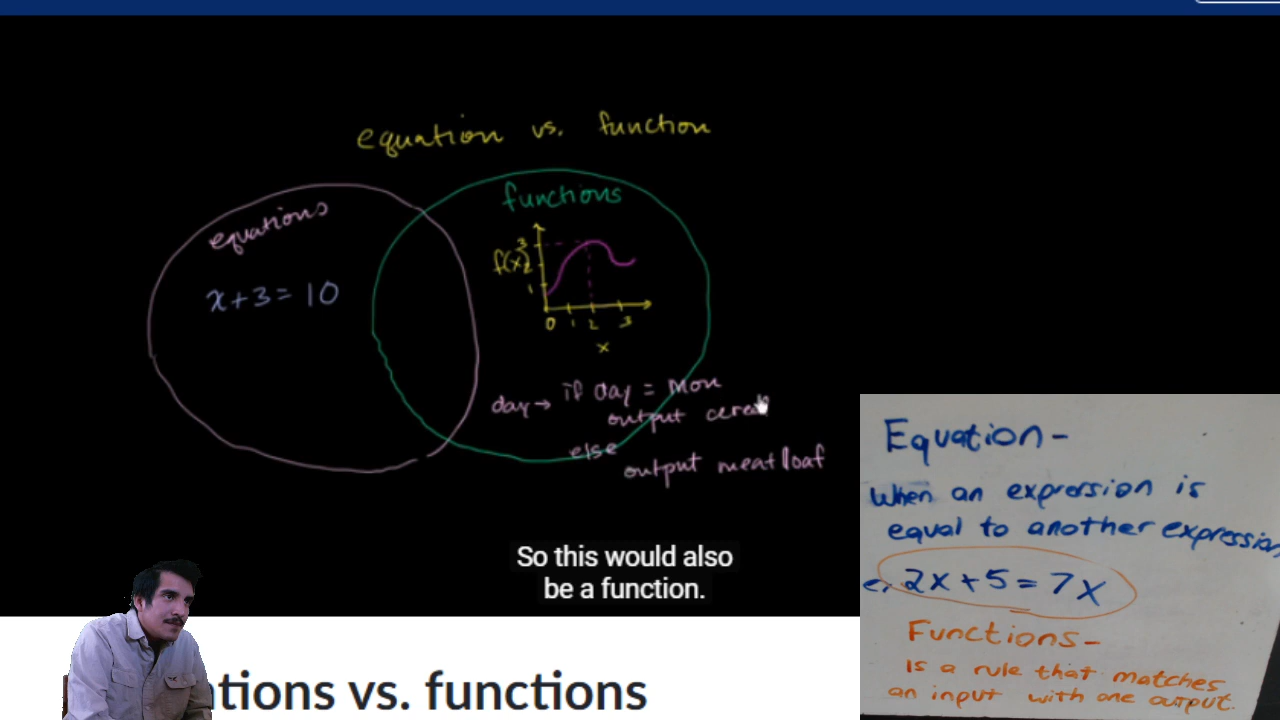 equation vs. function
equations
x+3=10
functions
f(x)
3
2
1
0 1 2 3
x
day→ if day = Mon
output cereal
else
output meatloaf
So this would also
be a function.
ations vs. functions
Equation-
When an expression is
equal to another expression
e. 2x+5=7x
Functions-
Is a rule that matches
an input with one output.